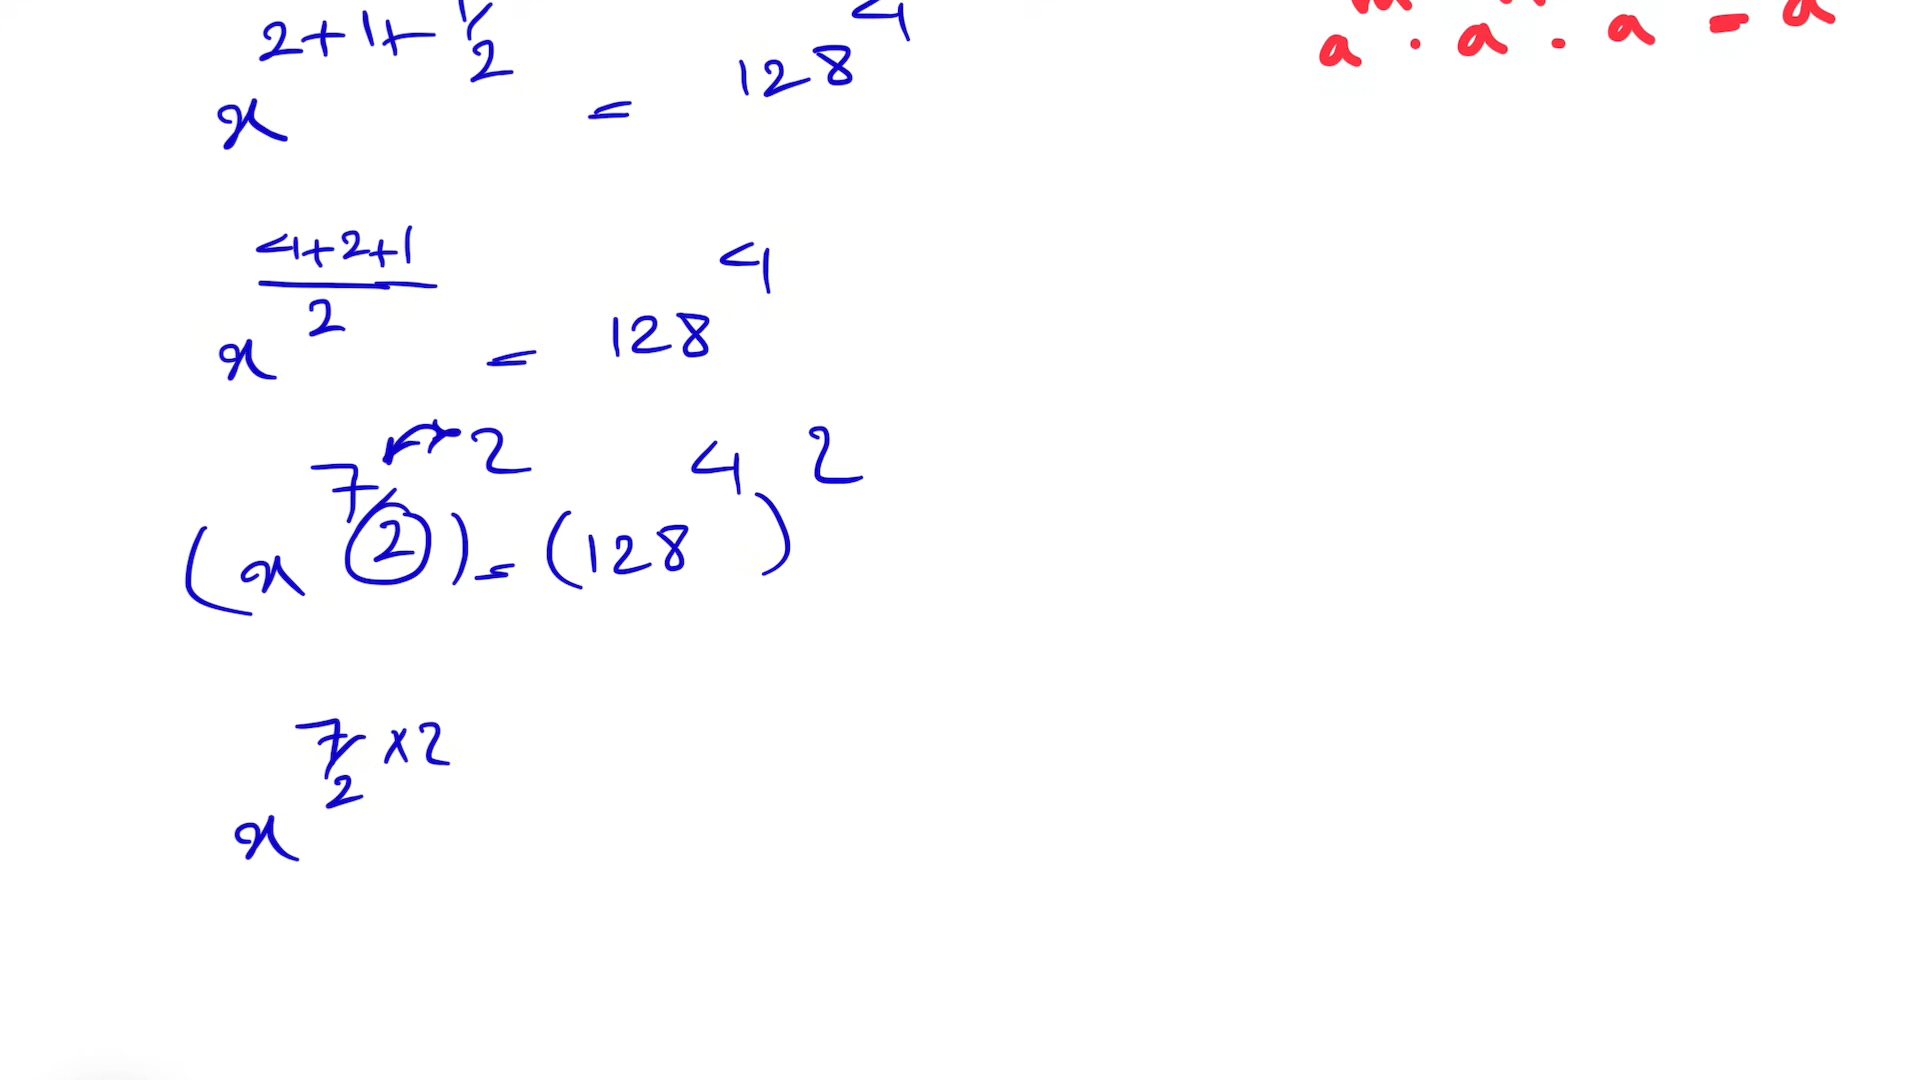 x^{2+1+1/2} = 128^4
a^m · a^n · a = a
x^{\frac{4+2+1}{2}} = 128^4
(x^{7/2})^2 = (128^4)^2
x^{7/2 ×2}